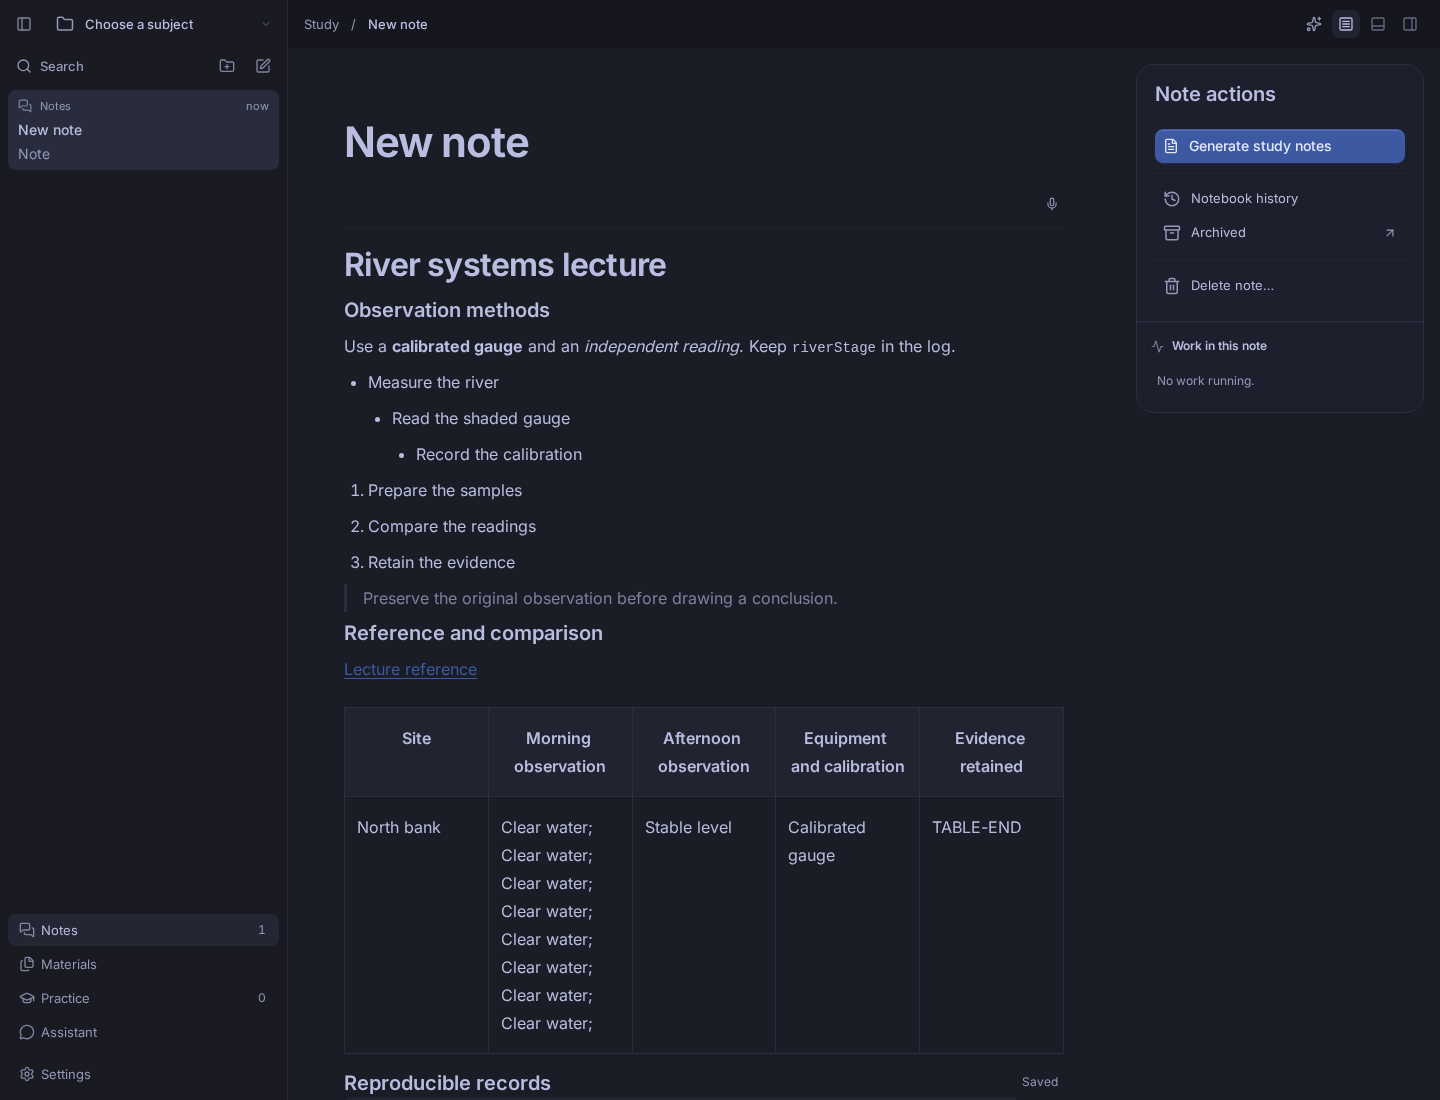 Choose a subject
Search
Notes now
New note
Note
Notes 1
Materials
Practice 0
Assistant
Settings
Study / New note
New note
River systems lecture
Observation methods
Use a calibrated gauge and an independent reading. Keep riverStage in the log.
• Measure the river
• Read the shaded gauge
• Record the calibration
1. Prepare the samples
2. Compare the readings
3. Retain the evidence
Preserve the original observation before drawing a conclusion.
Reference and comparison
Lecture reference
Site
Morning
observation
Afternoon
observation
Equipment
and calibration
Evidence
retained
North bank
Clear water;
Clear water;
Clear water;
Clear water;
Clear water;
Clear water;
Clear water;
Clear water;
Stable level
Calibrated
gauge
TABLE-END
Reproducible records
Saved
Note actions
Generate study notes
Notebook history
Archived
Delete note...
Work in this note
No work running.